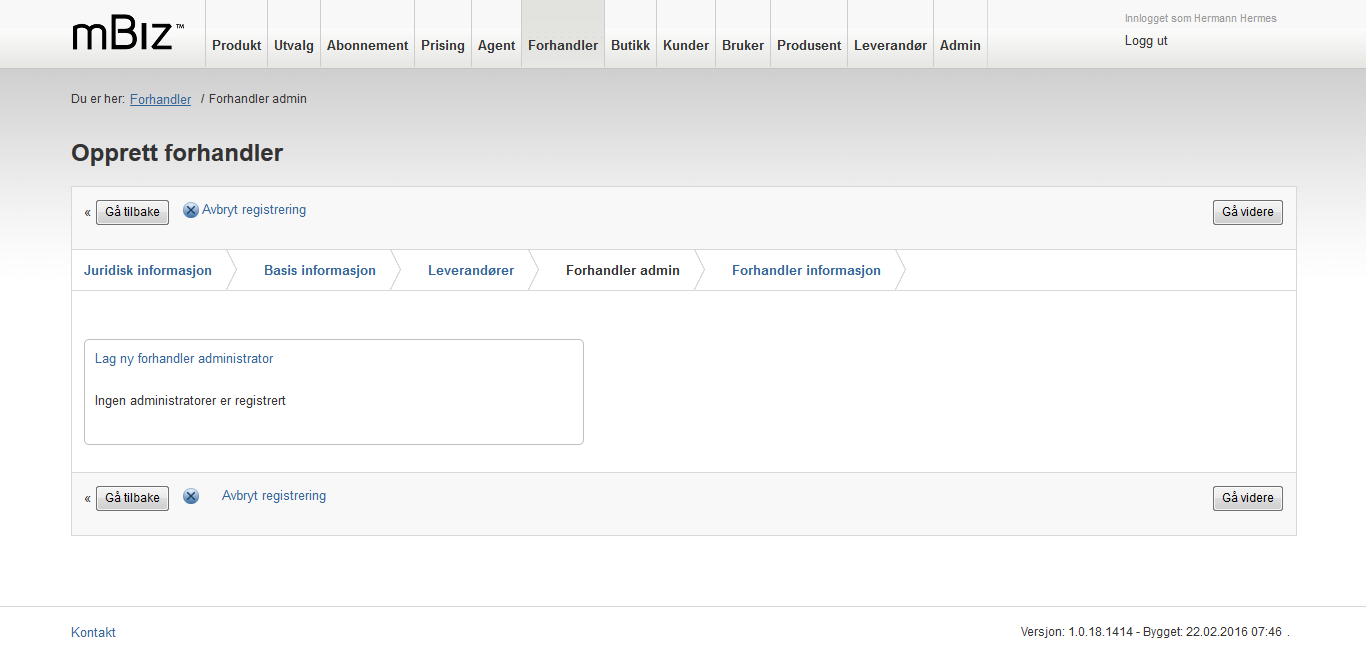 mBiz™
Produkt Utvalg Abonnement Prising Agent Forhandler Butikk Kunder Bruker Produsent Leverandør Admin
Innlogget som Hermann Hermes
Logg ut
Du er her: Forhandler / Forhandler admin
Opprett forhandler
« Gå tilbake Avbryt registrering Gå videre
Juridisk informasjon Basis informasjon Leverandører Forhandler admin Forhandler informasjon
Lag ny forhandler administrator
Ingen administratorer er registrert
« Gå tilbake Avbryt registrering Gå videre
Kontakt Versjon: 1.0.18.1414 - Bygget: 22.02.2016 07:46 .